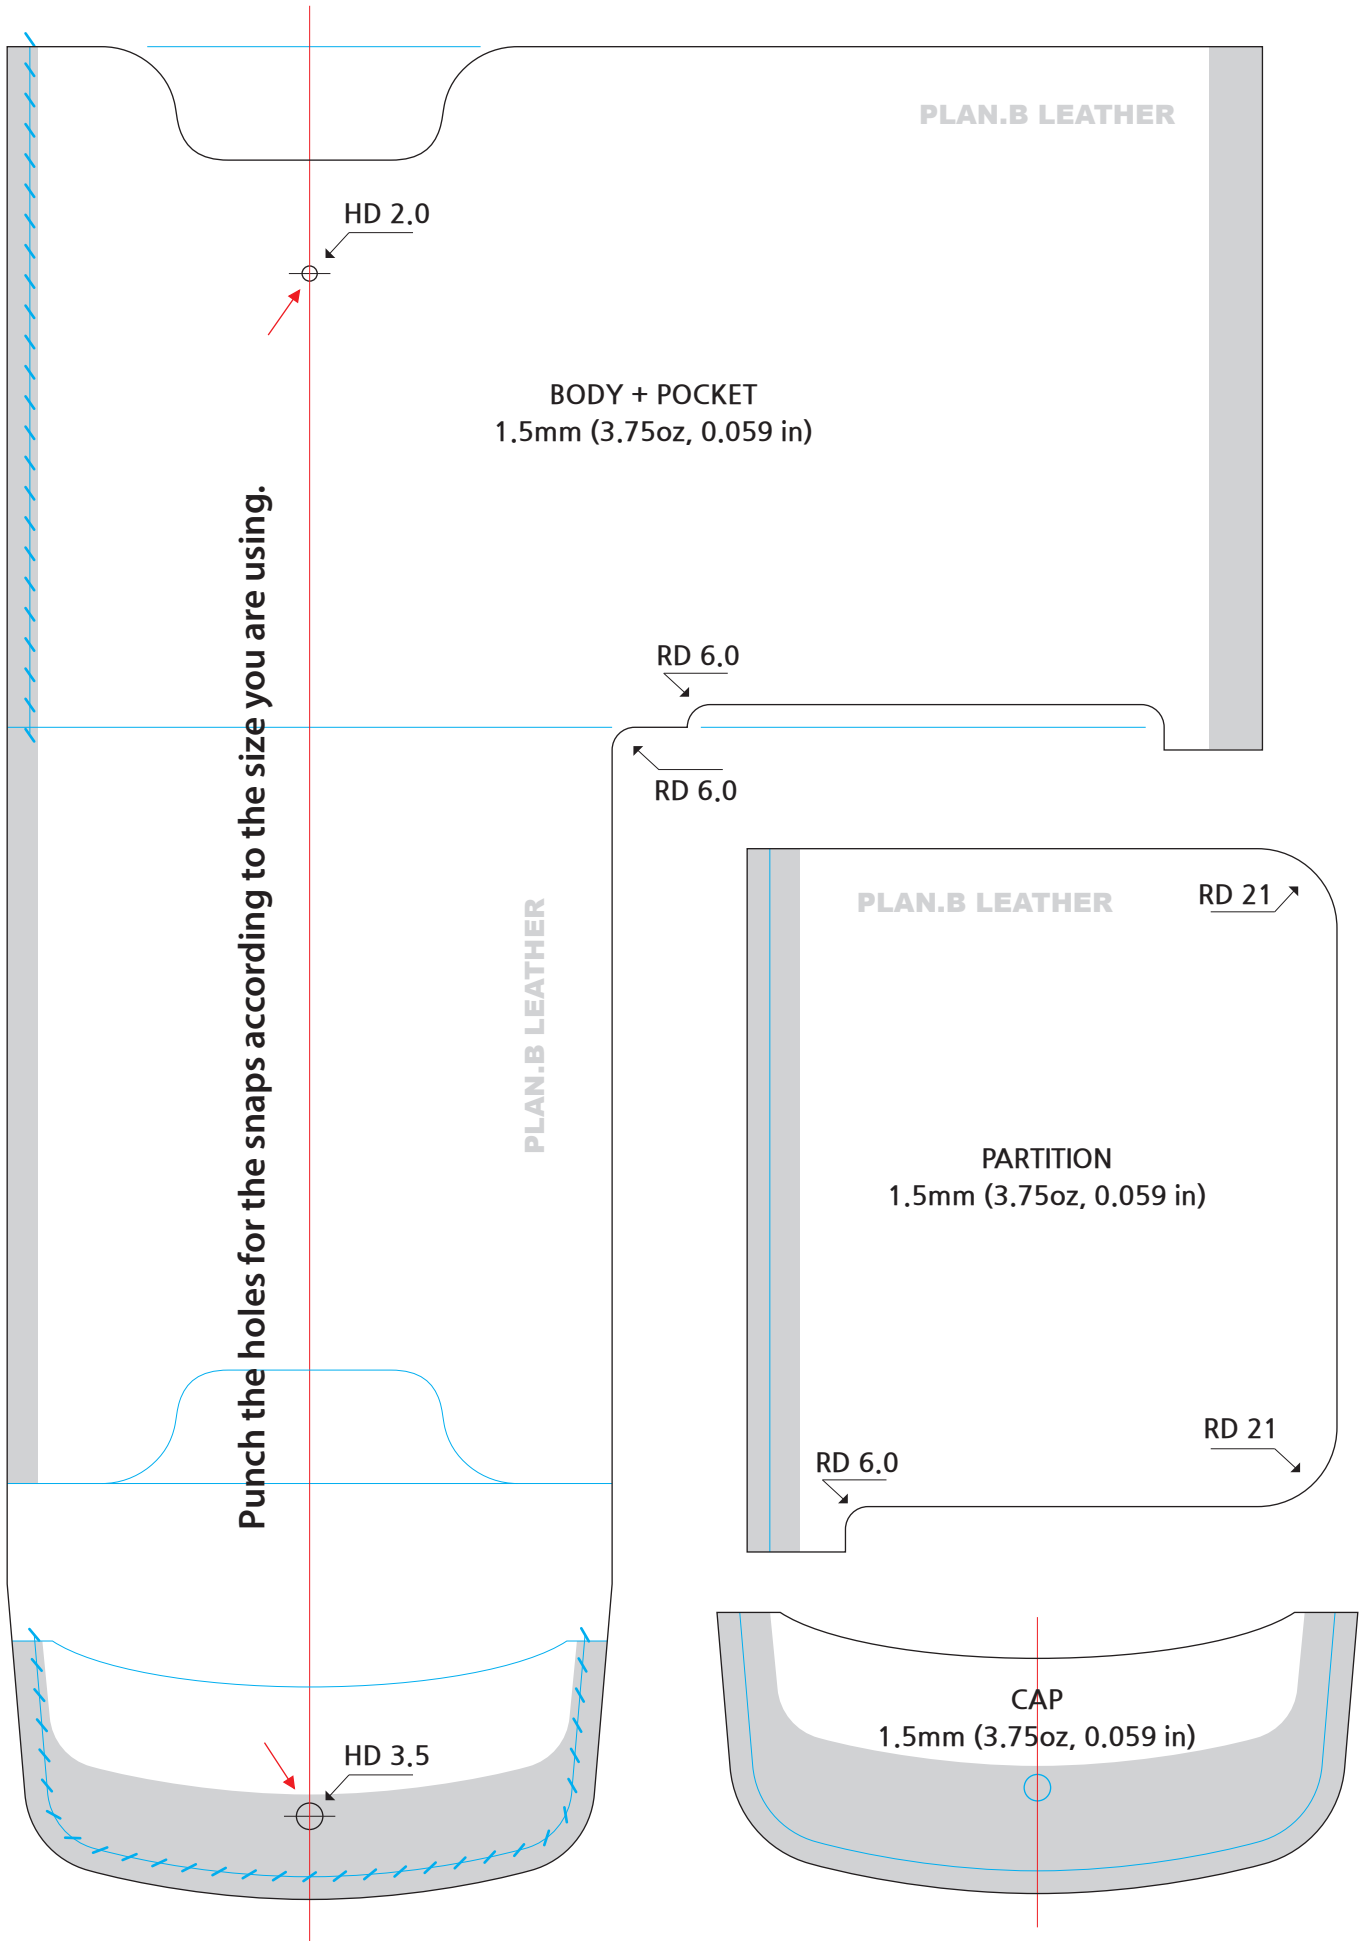 PLAN.B LEATHER
HD 2.0
BODY + POCKET
1.5mm (3.75oz, 0.059 in)
Punch the holes for the snaps according to the size you are using.
RD 6.0
RD 6.0
PLAN.B LEATHER
PLAN.B LEATHER
RD 21
PARTITION
1.5mm (3.75oz, 0.059 in)
RD 21
RD 6.0
HD 3.5
CAP
1.5mm (3.75oz, 0.059 in)